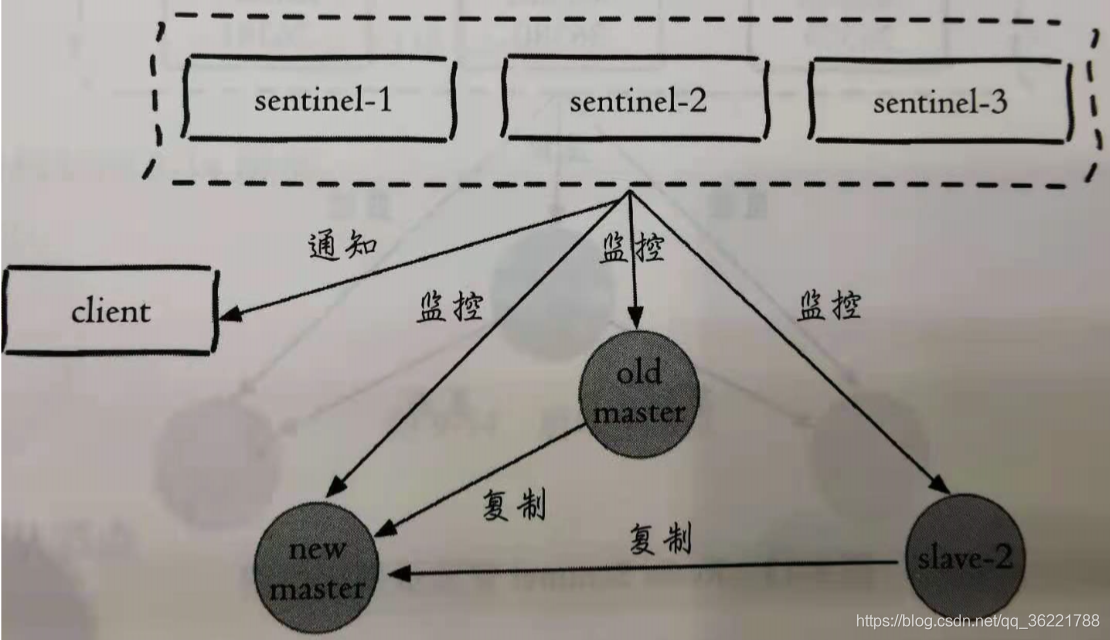 sentinel-1
sentinel-2
sentinel-3
通知
监控
client
监控
监控
old
master
复制
复制
new
master
slave-2
https://blog.csdn.net/qq_36221788